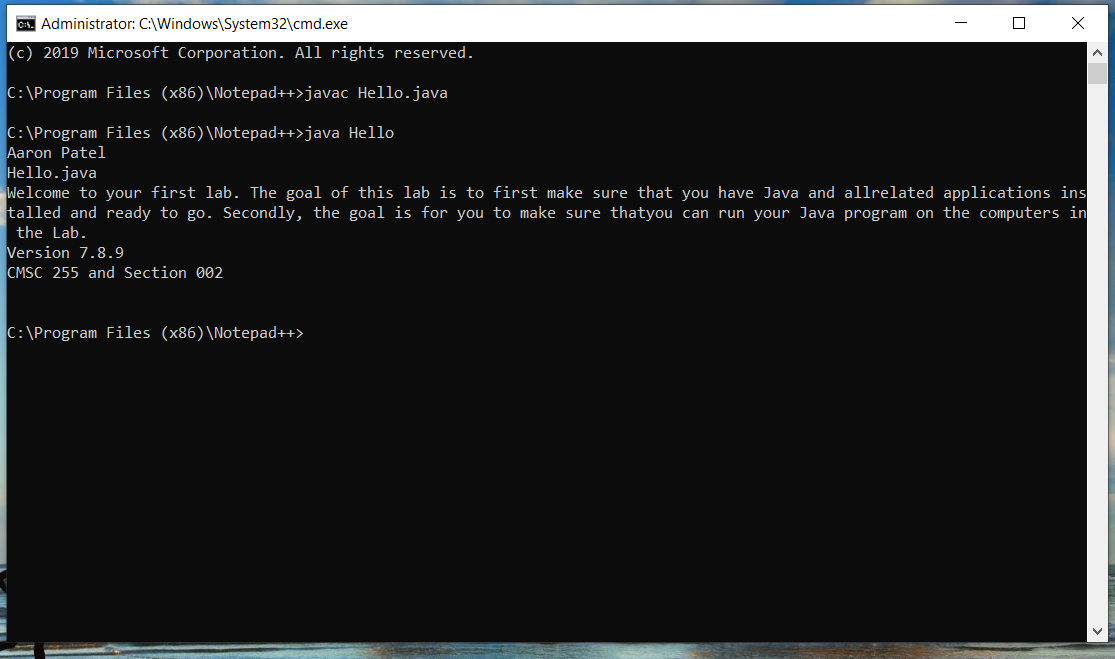 Administrator: C:\Windows\System32\cmd.exe
(c) 2019 Microsoft Corporation. All rights reserved.
C:\Program Files (x86)\Notepad++>javac Hello.java
C:\Program Files (x86)\Notepad++>java Hello
Aaron Patel
Hello.java
Welcome to your first lab. The goal of this lab is to first make sure that you have Java and allrelated applications ins
talled and ready to go. Secondly, the goal is for you to make sure thatyou can run your Java program on the computers in
the Lab.
Version 7.8.9
CMSC 255 and Section 002
C:\Program Files (x86)\Notepad++>